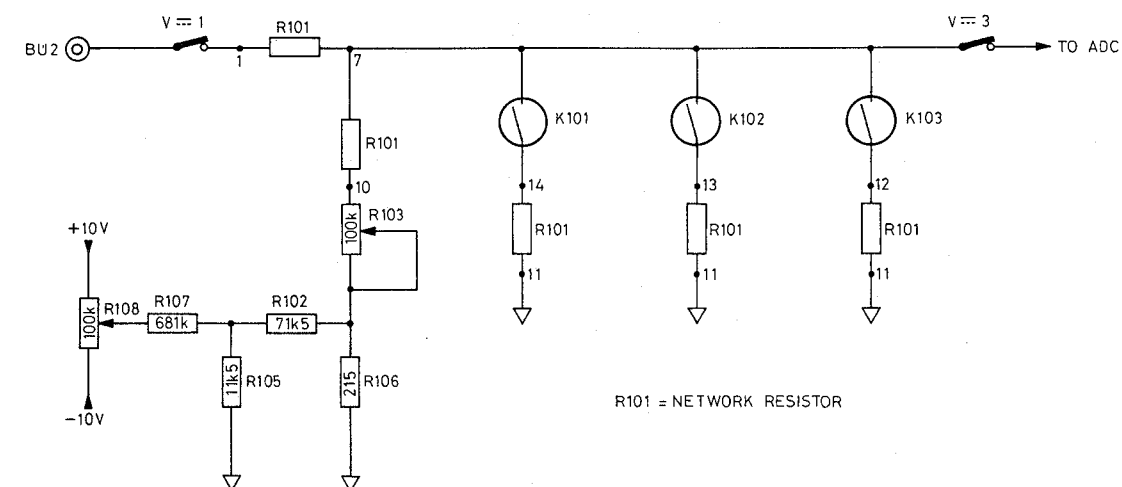 V ⎓ 1
R101
V ⎓ 3
BU2
TO ADC
1
7
K101
K102
K103
R101
10
14
13
12
R103
100k
R101
R101
R101
+10V
11
11
11
R108
100k
R107
681k
R102
71k5
R105
11k5
R106
215
R101 = NETWORK RESISTOR
−10V